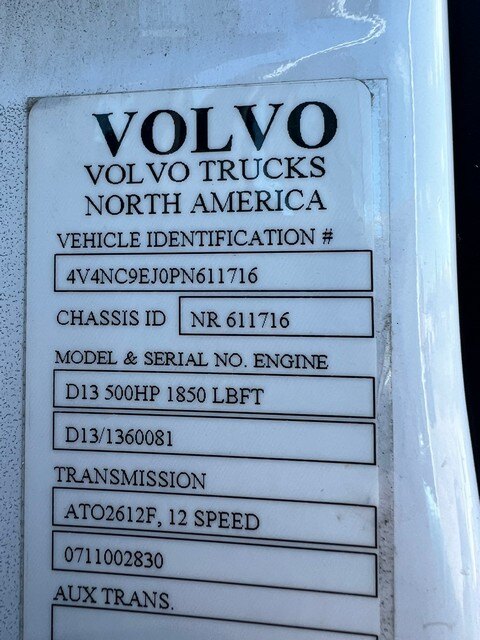 VOLVO
VOLVO TRUCKS
NORTH AMERICA
VEHICLE IDENTIFICATION #
4V4NC9EJ0PN611716
CHASSIS ID NR 611716
MODEL & SERIAL NO. ENGINE
D13 500HP 1850 LBFT
D13/1360081
TRANSMISSION
ATO2612F, 12 SPEED
0711002830
AUX TRANS.